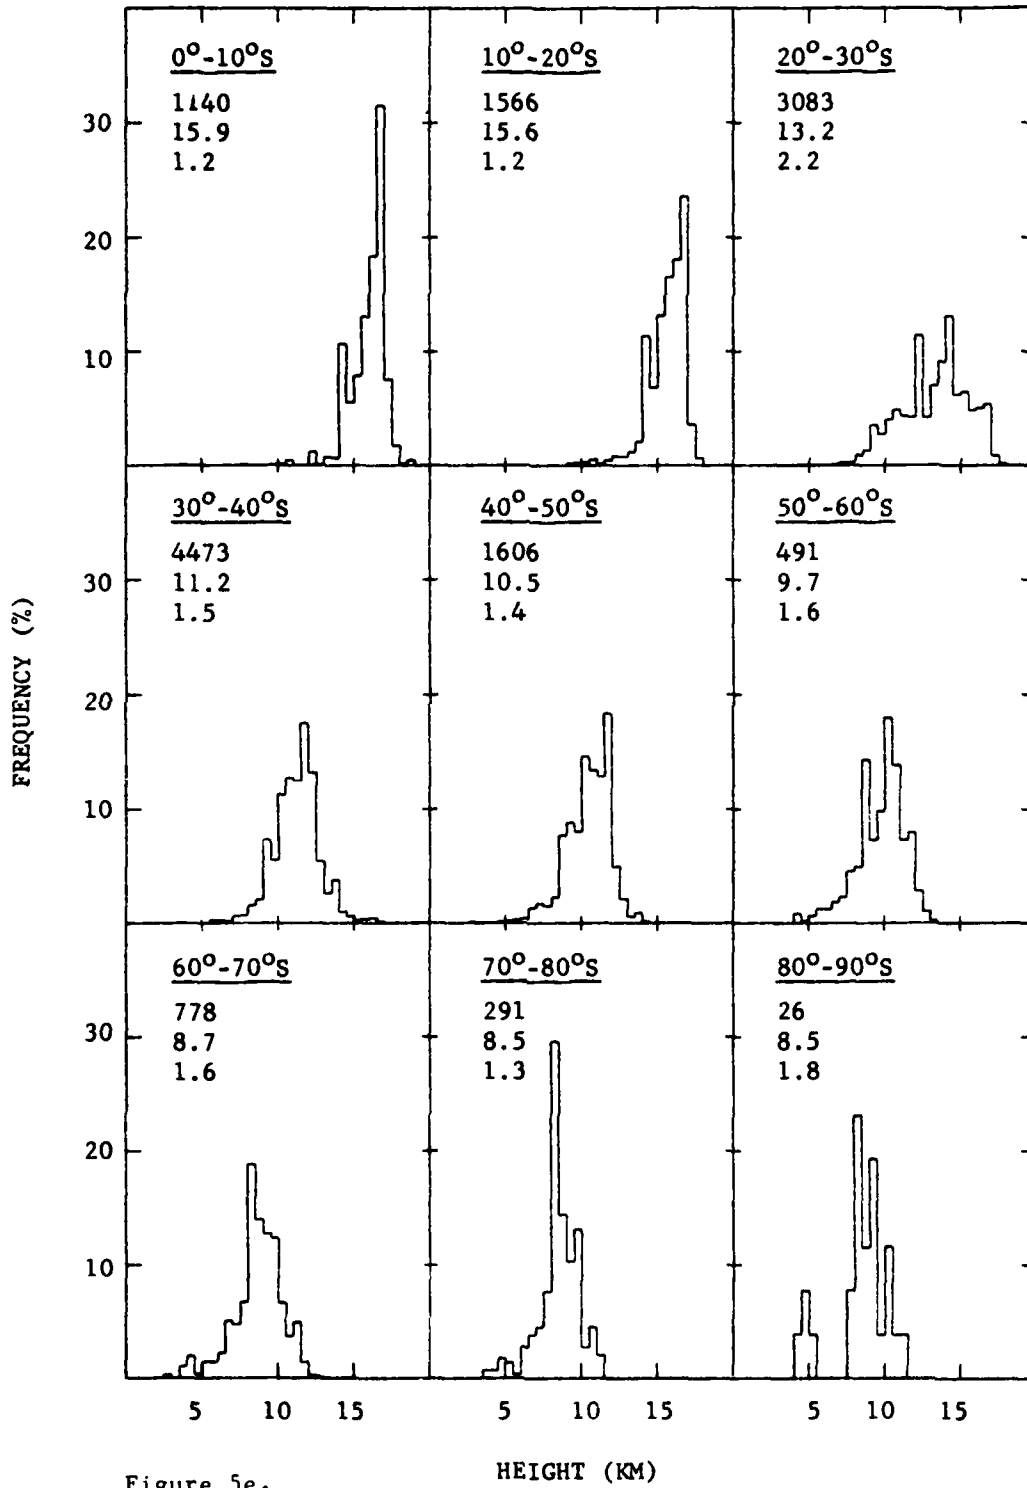 0°-10°S
1140
15.9
1.2
10°-20°S
1566
15.6
1.2
20°-30°S
3083
13.2
2.2
30
20
10
30°-40°S
4473
11.2
1.5
40°-50°S
1606
10.5
1.4
50°-60°S
491
9.7
1.6
30
20
10
FREQUENCY (%)
60°-70°S
778
8.7
1.6
70°-80°S
291
8.5
1.3
80°-90°S
26
8.5
1.8
30
20
10
5 10 15 5 10 15 5 10 15
HEIGHT (KM)
Figure 5e.